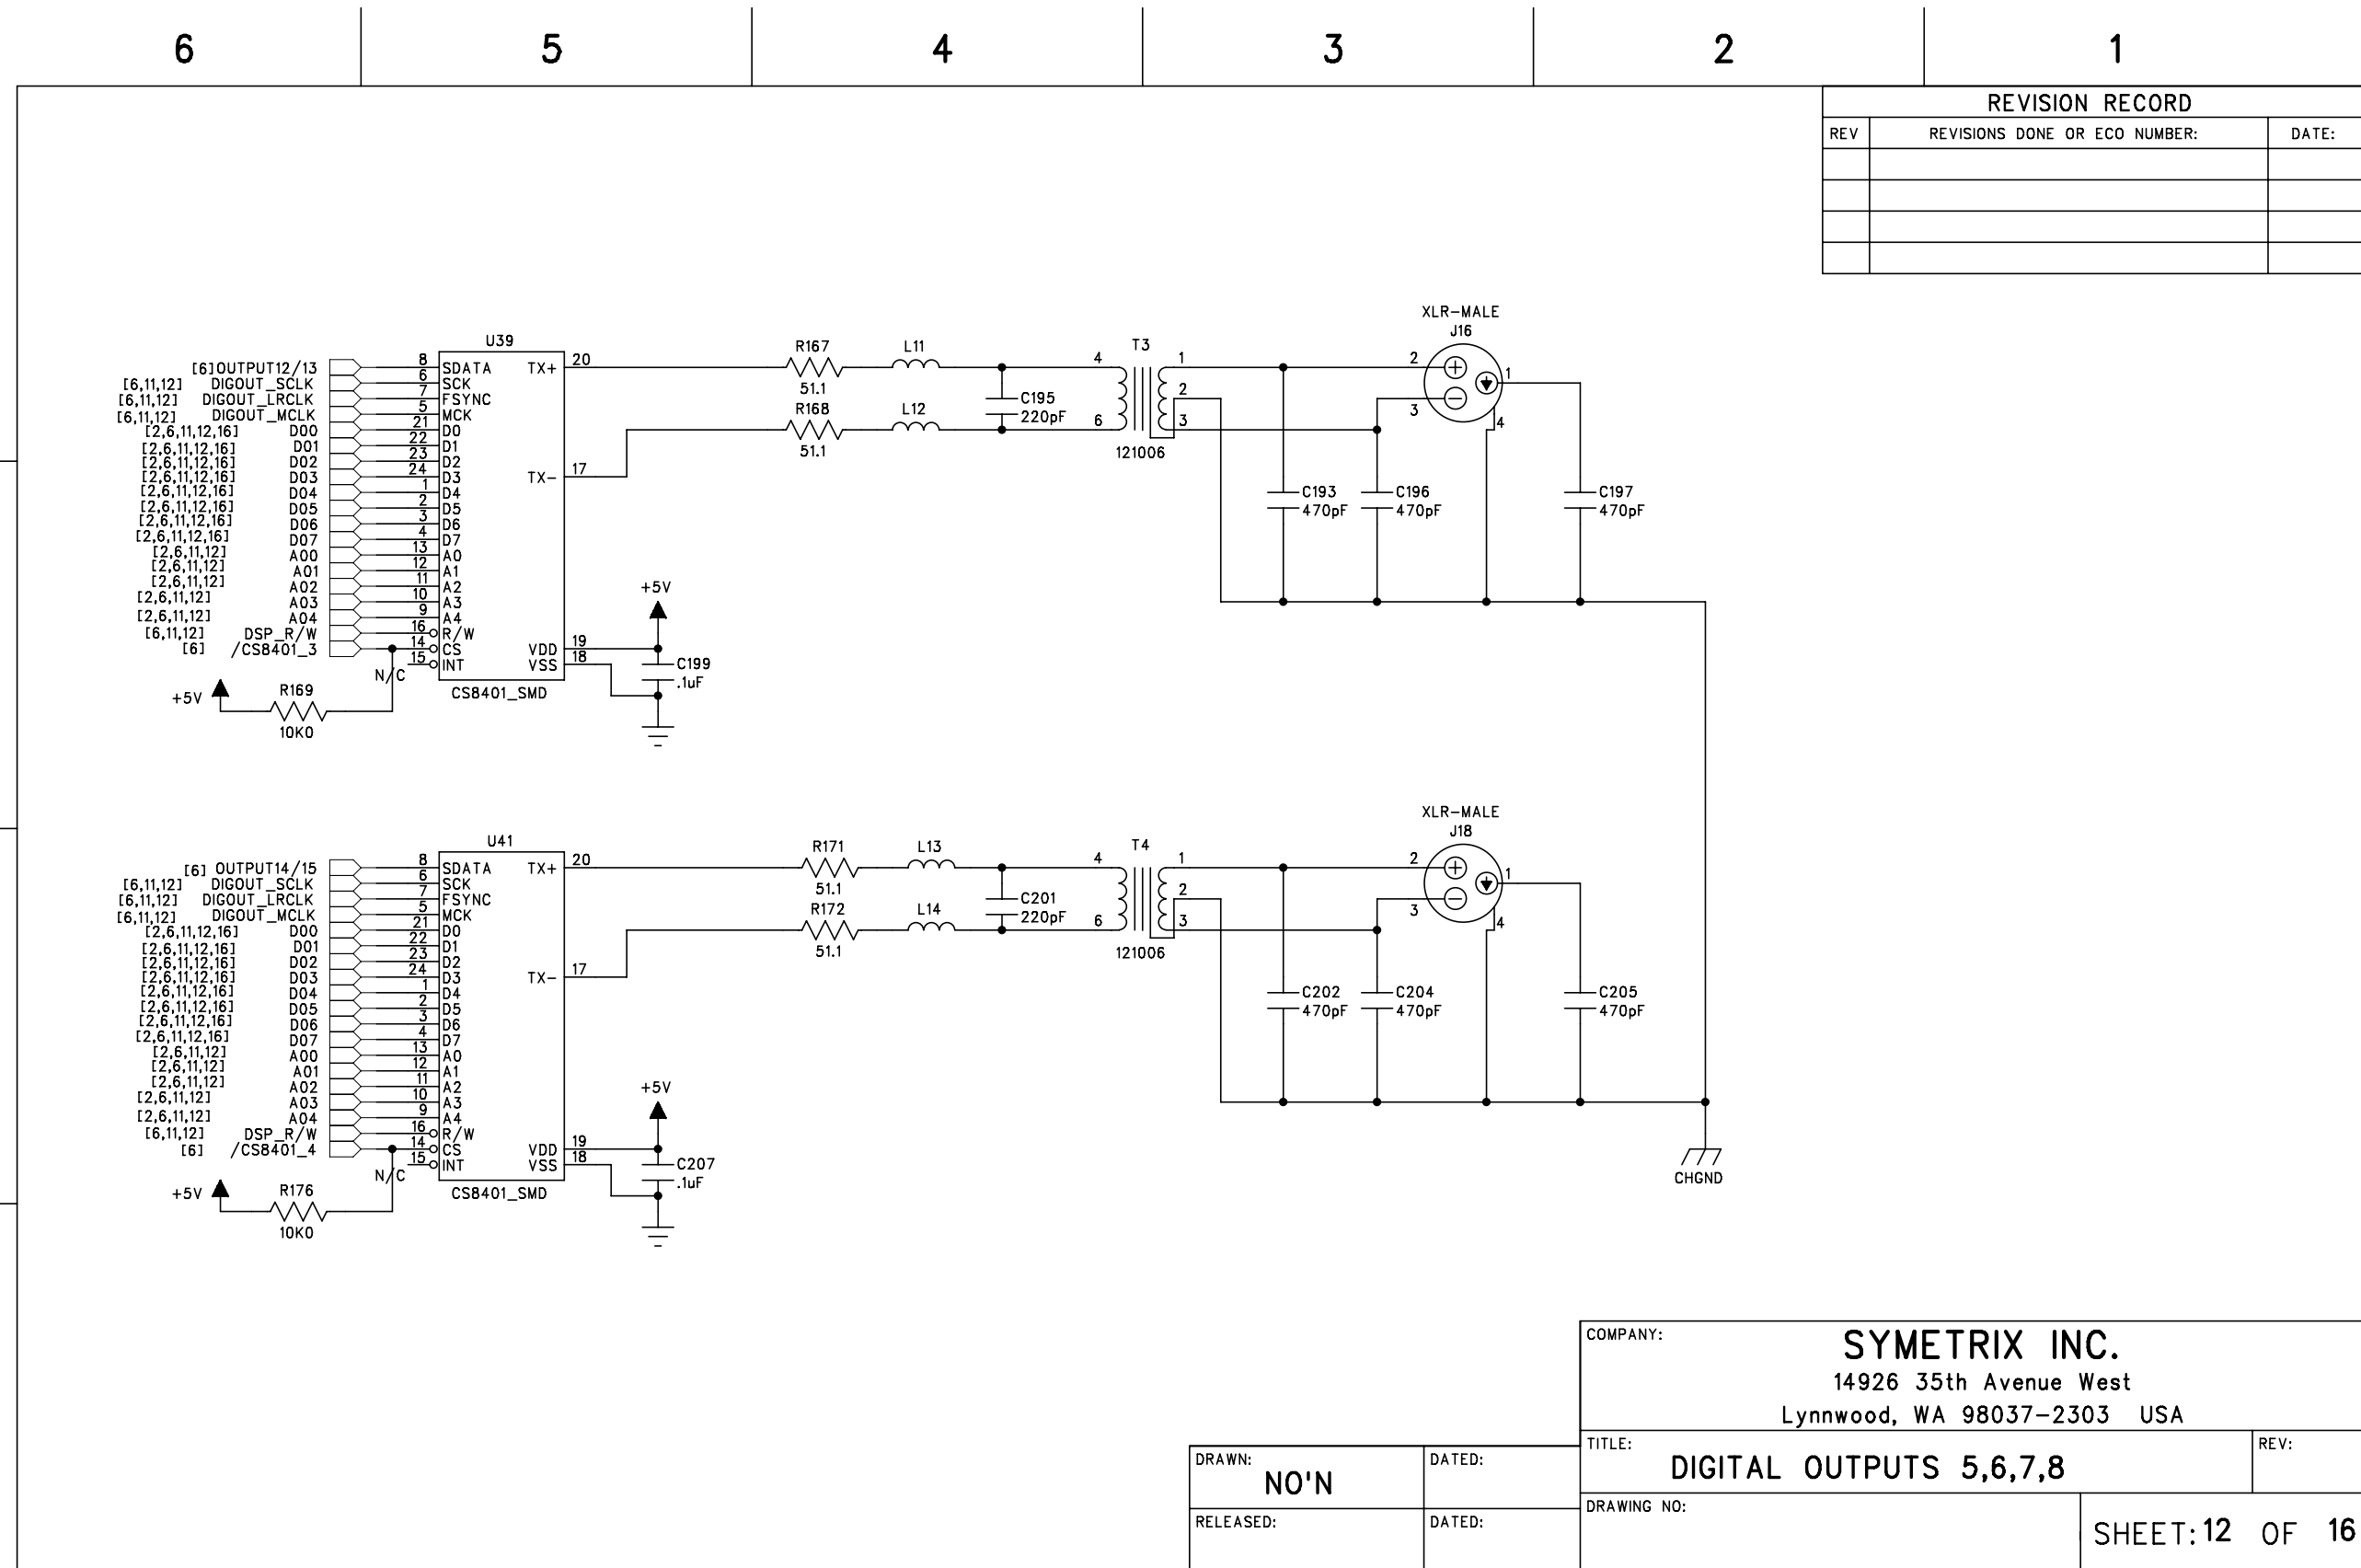 6 5 4 3 2 1
REVISION RECORD
REV REVISIONS DONE OR ECO NUMBER: DATE:
XLR-MALE
J16
U39
R167 L11 T3
[6]OUTPUT12/13 8 SDATA TX+ 20 51.1 4 1 2 1
[6,11,12] DIGOUT_SCLK 6 SCK
[6,11,12] DIGOUT_LRCLK 7 FSYNC
[6,11,12] DIGOUT_MCLK 5 MCK
[2,6,11,12,16] D00 21 D0
[2,6,11,12,16] D01 22 D1
[2,6,11,12,16] D02 23 D2
[2,6,11,12,16] D03 24 D3
[2,6,11,12,16] D04 1 D4
[2,6,11,12,16] D05 2 D5
[2,6,11,12,16] D06 3 D6
[2,6,11,12,16] D07 4 D7
[2,6,11,12] A00 13 A0
[2,6,11,12] A01 12 A1
[2,6,11,12] A02 11 A2
[2,6,11,12] A03 10 A3
[2,6,11,12] A04 9 A4
[6,11,12] DSP_R/W 16 R/W
[6] /CS8401_3 14 CS
N/C 15 INT
R168 L12
51.1
C195
220pF
6 2 3
121006
3 4
TX- 17
C193
470pF
C196
470pF
C197
470pF
+5V
VDD 19
VSS 18
C199
.1uF
CS8401_SMD
+5V R169
10K0
XLR-MALE
J18
U41
R171 L13 T4
[6] OUTPUT14/15 8 SDATA TX+ 20 51.1 4 1 2 1
[6,11,12] DIGOUT_SCLK 6 SCK
[6,11,12] DIGOUT_LRCLK 7 FSYNC
[6,11,12] DIGOUT_MCLK 5 MCK
[2,6,11,12,16] D00 21 D0
[2,6,11,12,16] D01 22 D1
[2,6,11,12,16] D02 23 D2
[2,6,11,12,16] D03 24 D3
[2,6,11,12,16] D04 1 D4
[2,6,11,12,16] D05 2 D5
[2,6,11,12,16] D06 3 D6
[2,6,11,12,16] D07 4 D7
[2,6,11,12] A00 13 A0
[2,6,11,12] A01 12 A1
[2,6,11,12] A02 11 A2
[2,6,11,12] A03 10 A3
[2,6,11,12] A04 9 A4
[6,11,12] DSP_R/W 16 R/W
[6] /CS8401_4 14 CS
N/C 15 INT
R172 L14
51.1
C201
220pF
6 2 3
121006
3 4
TX- 17
C202
470pF
C204
470pF
C205
470pF
+5V
VDD 19
VSS 18
C207
.1uF
CS8401_SMD
+5V R176
10K0
CHGND
COMPANY:
SYMETRIX INC.
14926 35th Avenue West
Lynnwood, WA 98037-2303 USA
TITLE:
DIGITAL OUTPUTS 5,6,7,8
REV:
DRAWN:
NO'N
DATED:
RELEASED:
DATED:
DRAWING NO:
SHEET: 12 OF 16